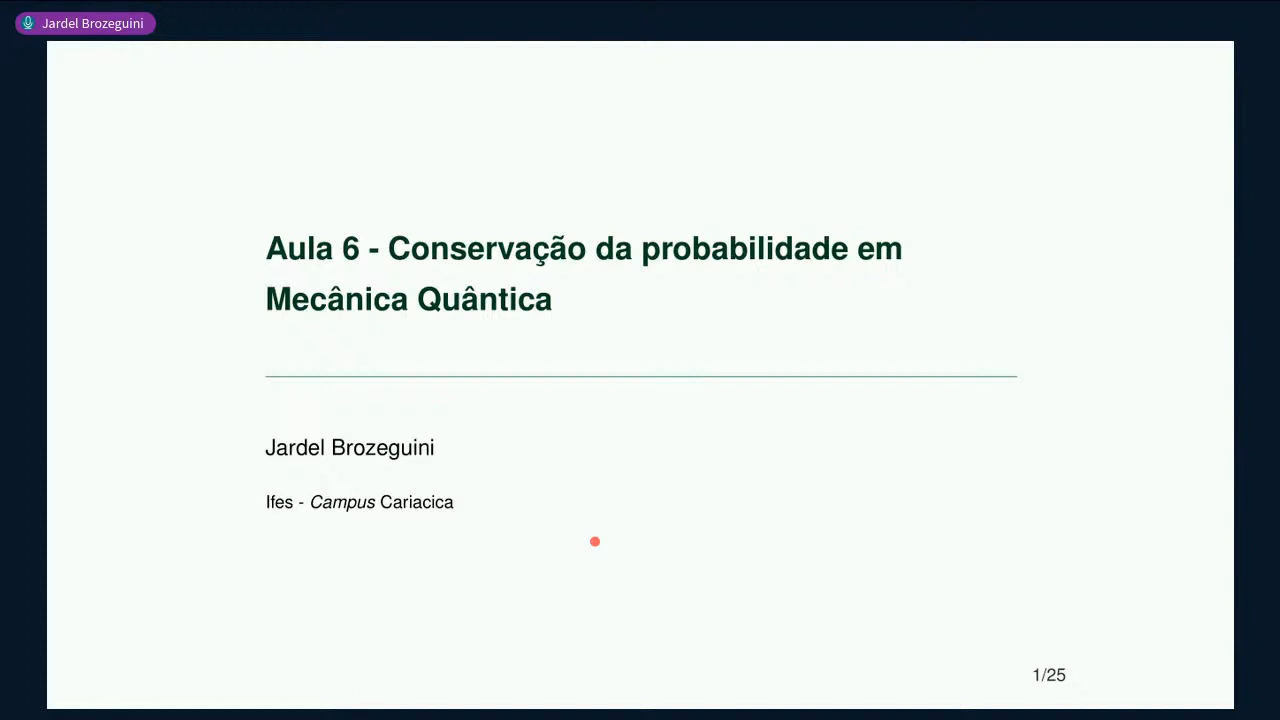 Jardel Brozeguini
Aula 6 - Conservação da probabilidade em
Mecânica Quântica
Jardel Brozeguini
Ifes - Campus Cariacica
1/25